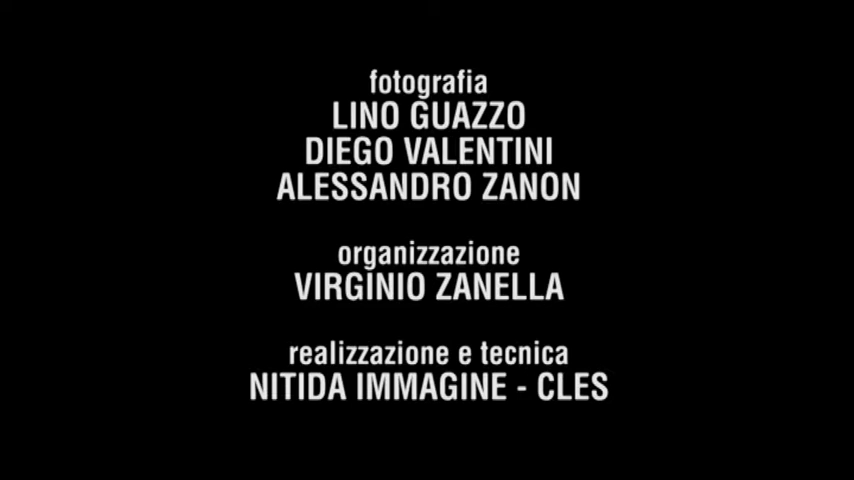 fotografia
LINO GUAZZO
DIEGO VALENTINI
ALESSANDRO ZANON
organizzazione
VIRGINIO ZANELLA
realizzazione e tecnica
NITIDA IMMAGINE - CLES